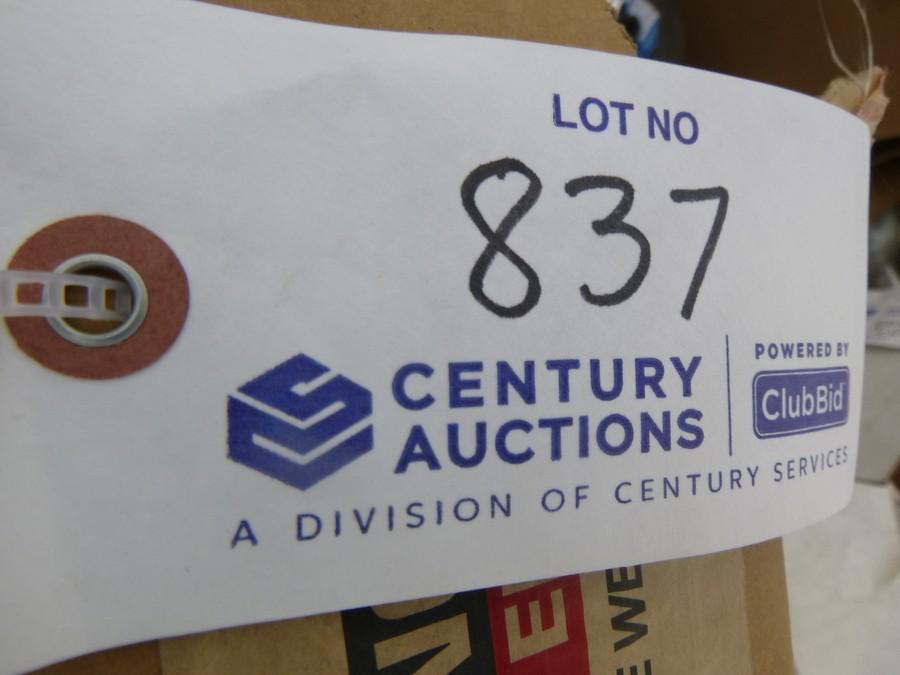 LOT NO
837
CENTURY
AUCTIONS
POWERED BY
ClubBid
A DIVISION OF CENTURY SERVICES